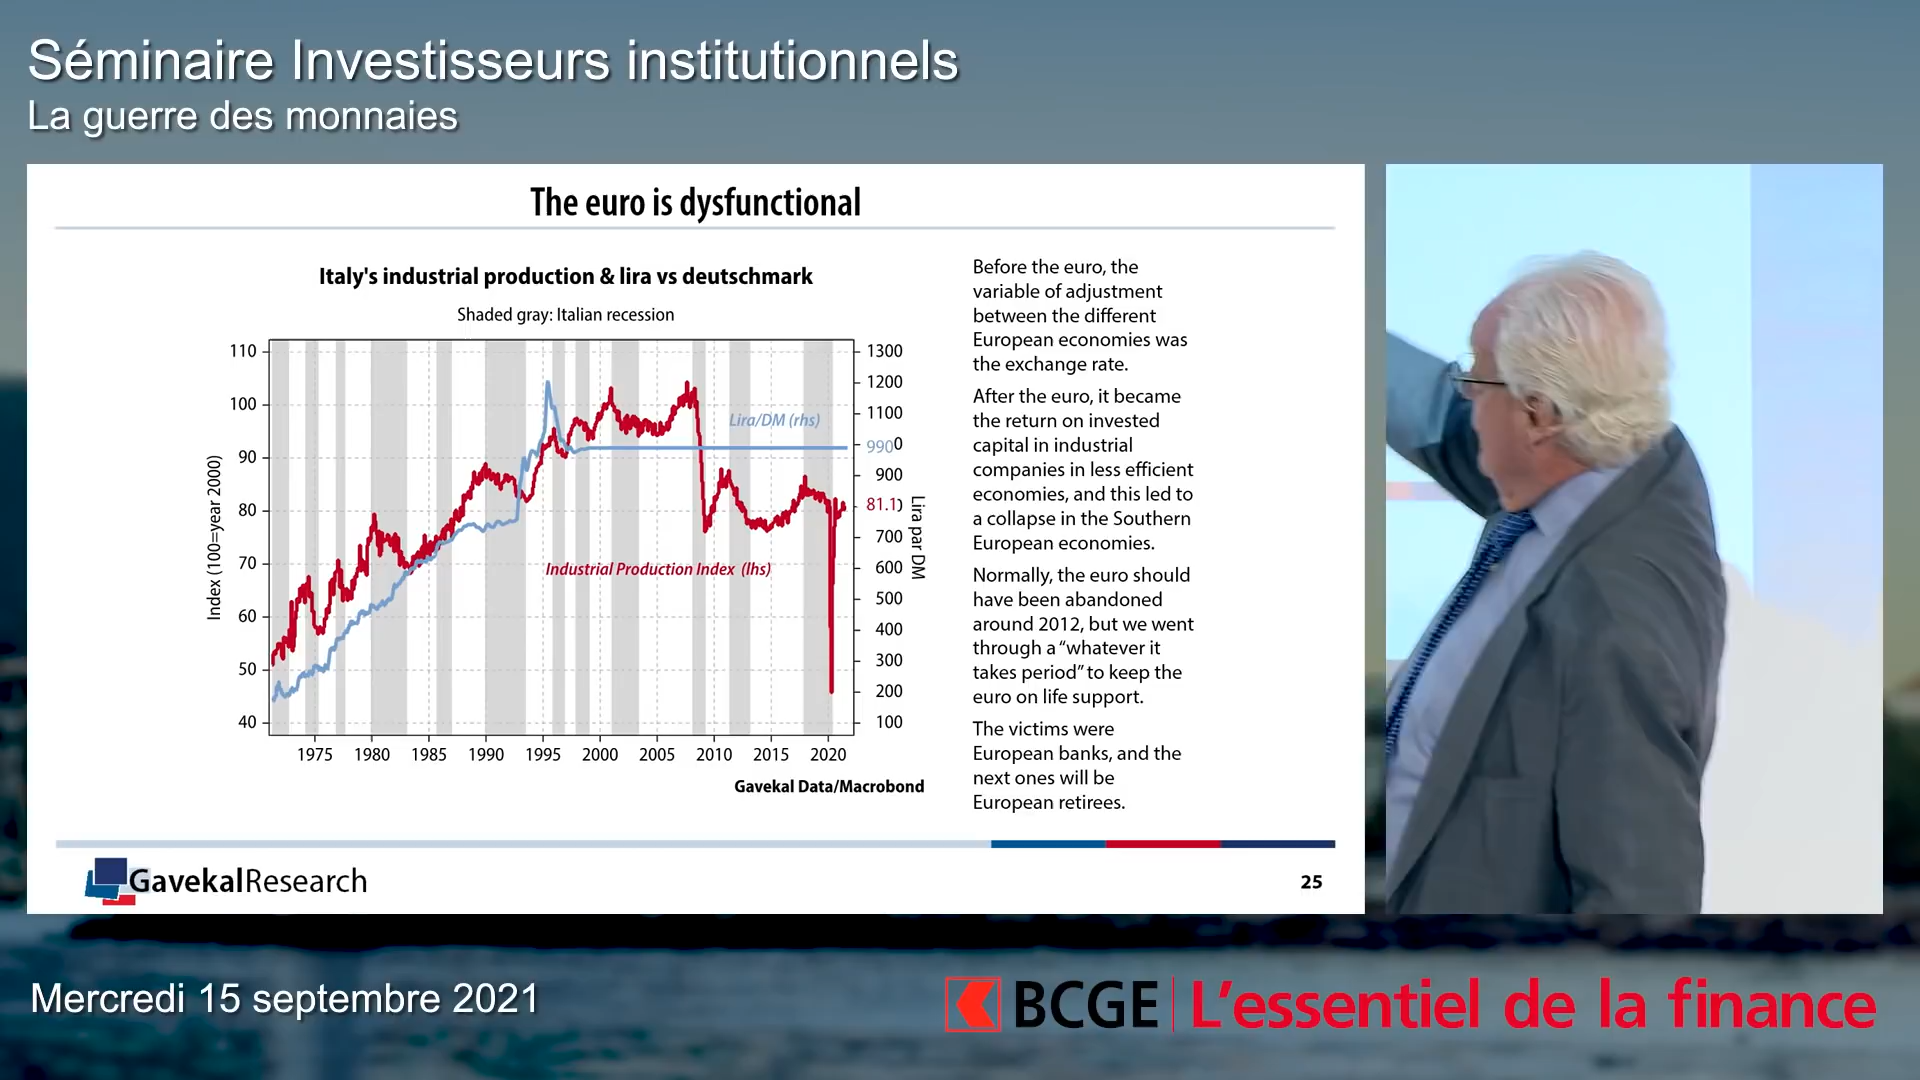 Séminaire Investisseurs institutionnels
La guerre des monnaies
The euro is dysfunctional
Italy's industrial production & lira vs deutschmark
Shaded gray: Italian recession
110
100
90
80
70
60
50
40
Index (100=year 2000)
1300
1200
1100
990
0
900
81.1
700
600
500
400
300
200
100
Lira par DM
Lira/DM (rhs)
Industrial Production Index (lhs)
1975 1980 1985 1990 1995 2000 2005 2010 2015 2020
Gavekal Data/Macrobond
Before the euro, the
variable of adjustment
between the different
European economies was
the exchange rate.
After the euro, it became
the return on invested
capital in industrial
companies in less efficient
economies, and this led to
a collapse in the Southern
European economies.
Normally, the euro should
have been abandoned
around 2012, but we went
through a “whatever it
takes period” to keep the
euro on life support.
The victims were
European banks, and the
next ones will be
European retirees.
GavekalResearch
25
Mercredi 15 septembre 2021
BCGE L’essentiel de la finance